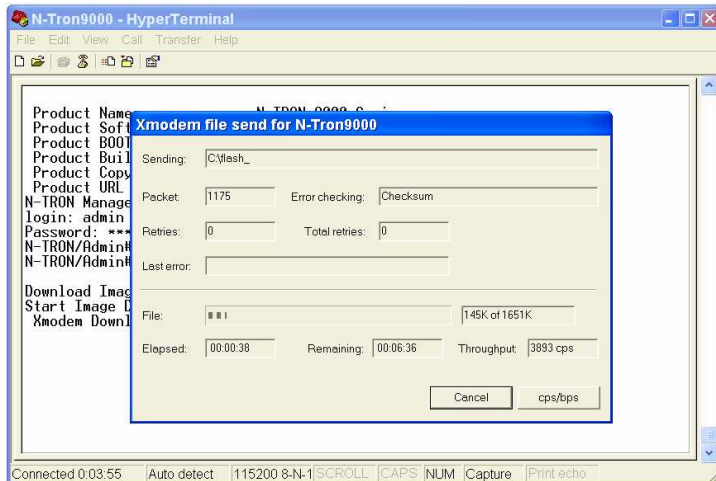 N-Tron9000 - HyperTerminal
File Edit View Call Transfer Help
Product Name
Product Soft
Product BOOT
Product Buil
Product Copy
Product URL
N-TRON Manage
login: admin
Password: ***
N-TRON/Admin#
N-TRON/Admin#
Download Imag
Start Image D
Xmodem Downl
Xmodem file send for N-Tron9000
Sending: C:\flash_
Packet: 1175 Error checking: Checksum
Retries: 0 Total retries: 0
Last error:
File: 145K of 1651K
Elapsed: 00:00:38 Remaining: 00:06:36 Throughput: 3893 cps
Cancel cps/bps
Connected 0:03:55 Auto detect 115200 8-N-1 SCROLL CAPS NUM Capture Print echo